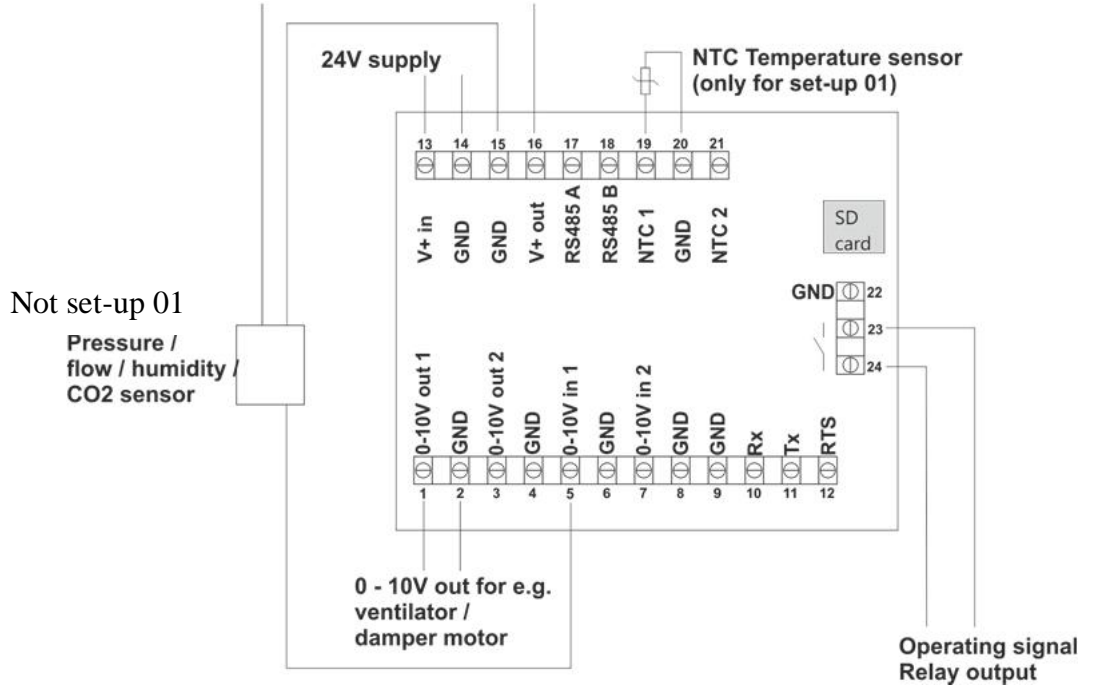 24V supply
NTC Temperature sensor
(only for set-up 01)
13 14 15 16 17 18 19 20 21
V+ in
GND
GND
V+ out
RS485 A
RS485 B
NTC 1
GND
NTC 2
SD
card
GND 22
23
24
Not set-up 01
Pressure /
flow / humidity /
CO2 sensor
0-10V out 1
GND
0-10V out 2
GND
0-10V in 1
GND
0-10V in 2
GND
GND
Rx
Tx
RTS
1 2 3 4 5 6 7 8 9 10 11 12
0 - 10V out for e.g.
ventilator /
damper motor
Operating signal
Relay output